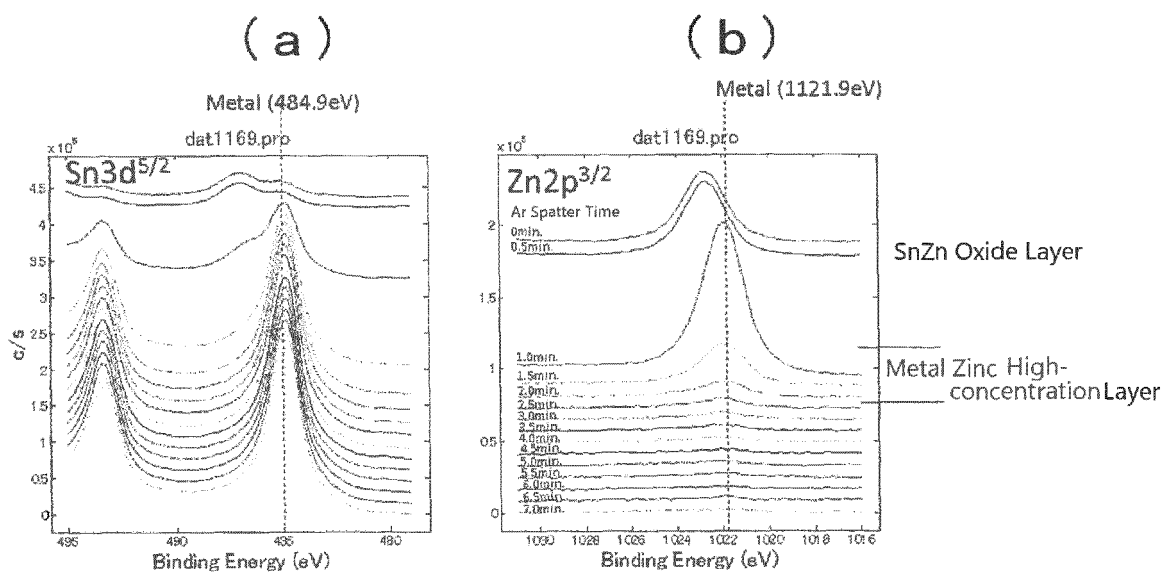 (a)
Metal (484.9eV)
dat1169.pro
×10⁵
Sn3d5/2
4.5
4
3.5
3
2.5
2
1.5
1
0.5
0
c/s
495
490
485
480
Binding Energy (eV)
(b)
Metal (1121.9eV)
dat1169.pro
×10⁵
Zn2p3/2
Ar Spatter Time
0min.
0.5min.
1.0min.
1.5min.
2.0min.
2.5min.
3.0min.
3.5min.
4.0min.
4.5min.
5.0min.
5.5min.
6.0min.
6.5min.
7.0min.
2
1.5
1
0.5
0
1030
1028
1026
1024
1022
1020
1018
1016
Binding Energy (eV)
SnZn Oxide Layer
Metal Zinc High-
concentration Layer